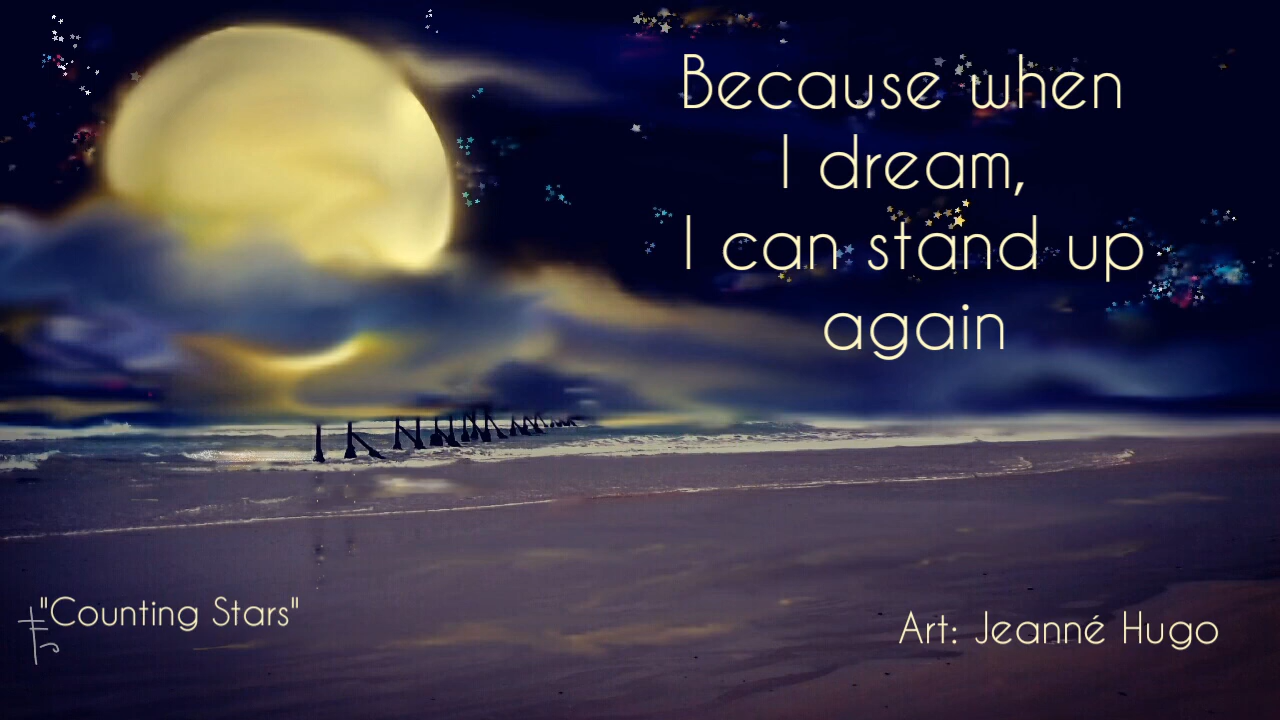 Because when
I dream,
I can stand up
again
"Counting Stars"
Art: Jeanné Hugo